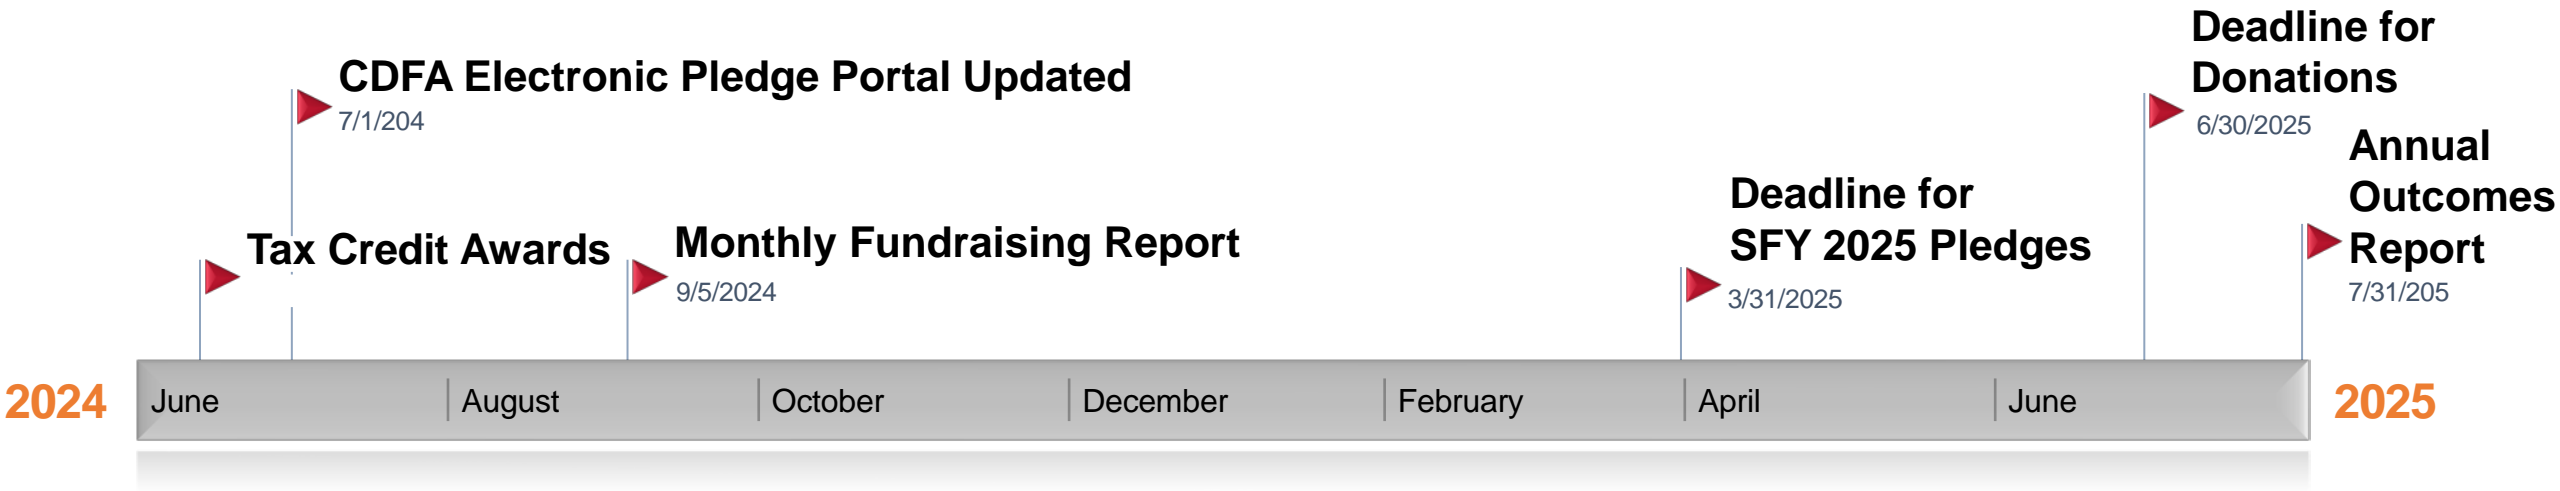 CDFA Electronic Pledge Portal Updated
7/1/204
Tax Credit Awards
Monthly Fundraising Report
9/5/2024
Deadline for
SFY 2025 Pledges
3/31/2025
Deadline for
Donations
6/30/2025
Annual
Outcomes
Report
7/31/205
2024
June
August
October
December
February
April
June
2025